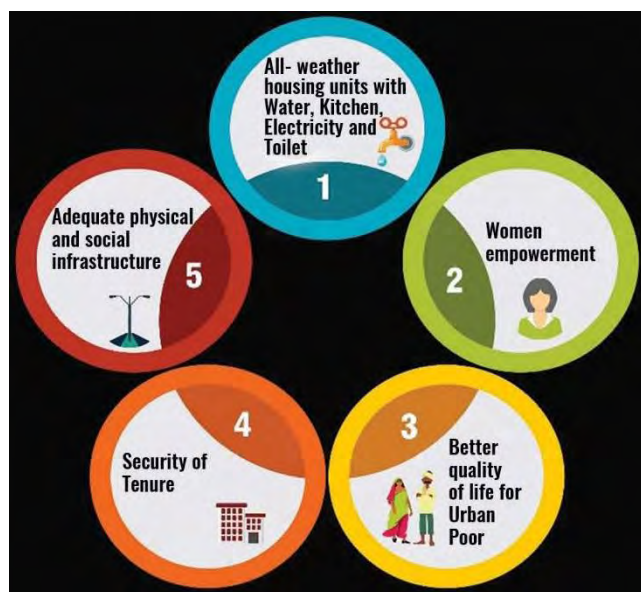 All- weather
housing units with
Water, Kitchen,
Electricity and
Toilet
1
Women
empowerment
2
3
Better
quality
of life for
Urban
Poor
4
Security of
Tenure
Adequate physical
and social
infrastructure
5